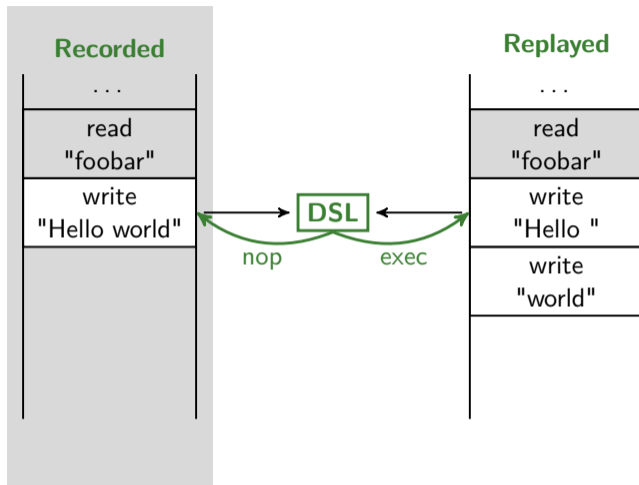 Recorded
. . .
read
"foobar"
write
"Hello world"
DSL
nop
exec
Replayed
. . .
read
"foobar"
write
"Hello "
write
"world"